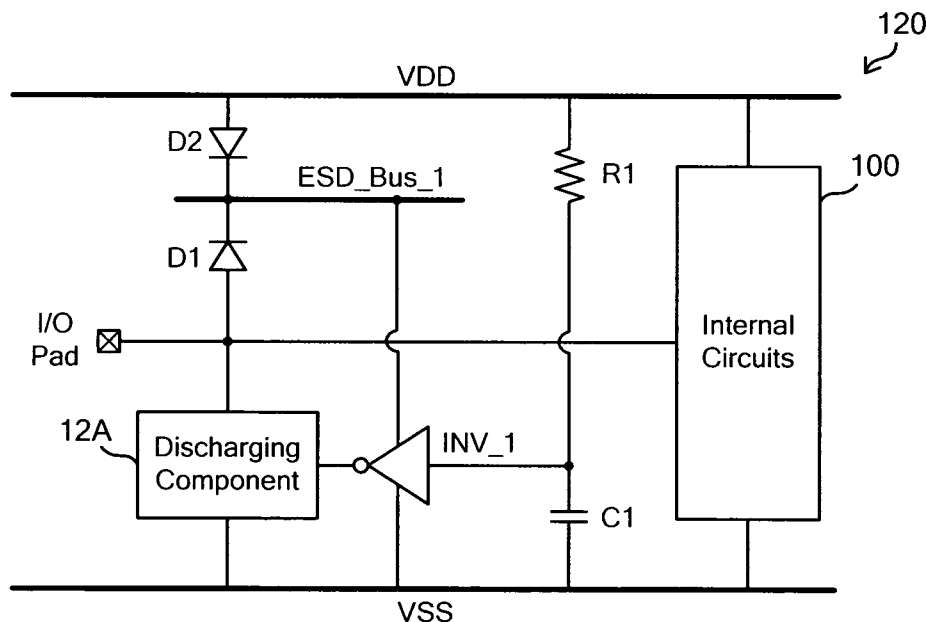 120
VDD
D2
ESD_Bus_1
R1
100
D1
I/O
Pad
Internal
Circuits
12A
Discharging
Component
INV_1
C1
VSS